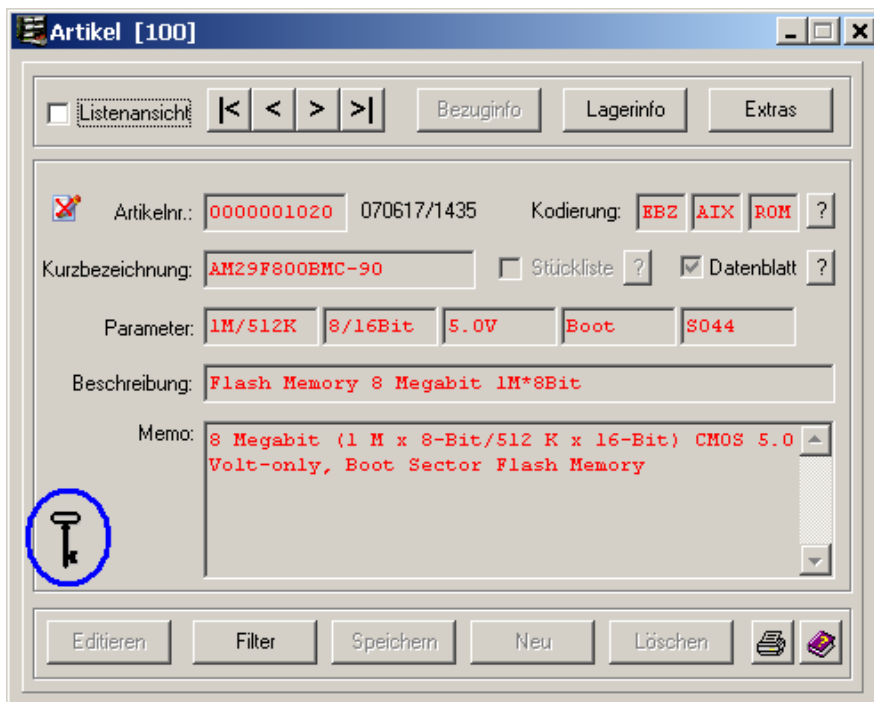 Artikel [100]
Listenansicht |< < > >| Bezuginfo Lagerinfo Extras
Artikelnr.: 0000001020 070617/1435 Kodierung: EBZ AIX ROM ?
Kurzbezeichnung: AM29F800BMC-90 Stückliste ? Datenblatt ?
Parameter: 1M/512K 8/16Bit 5.0V Boot SO44
Beschreibung: Flash Memory 8 Megabit 1M*8Bit
Memo: 8 Megabit (1 M x 8-Bit/512 K x 16-Bit) CMOS 5.0
Volt-only, Boot Sector Flash Memory
Editieren Filter Speichern Neu Löschen